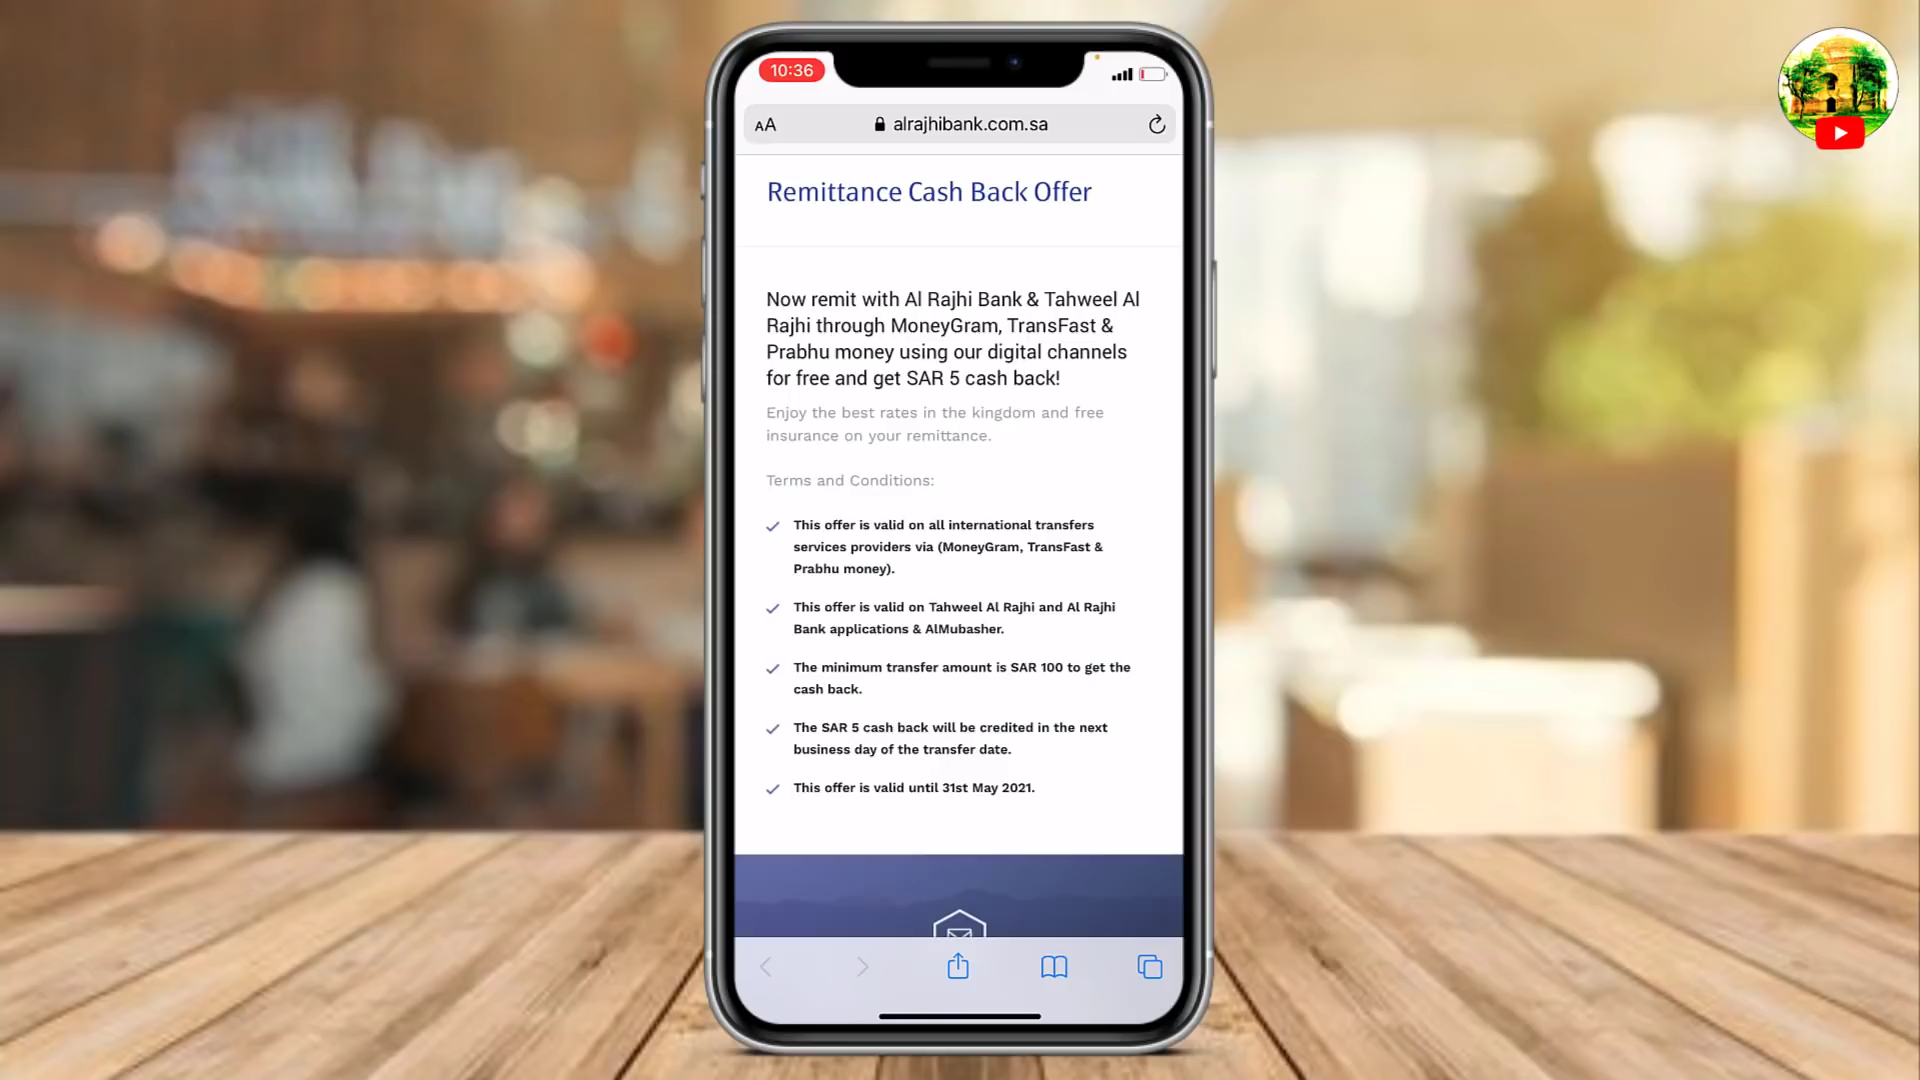 10:36
AA
alrajhibank.com.sa
Remittance Cash Back Offer
Now remit with Al Rajhi Bank & Tahweel Al
Rajhi through MoneyGram, TransFast &
Prabhu money using our digital channels
for free and get SAR 5 cash back!
Enjoy the best rates in the kingdom and free
insurance on your remittance.
Terms and Conditions:
This offer is valid on all international transfers
services providers via (MoneyGram, TransFast &
Prabhu money).
This offer is valid on Tahweel Al Rajhi and Al Rajhi
Bank applications & AlMubasher.
The minimum transfer amount is SAR 100 to get the
cash back.
The SAR 5 cash back will be credited in the next
business day of the transfer date.
This offer is valid until 31st May 2021.